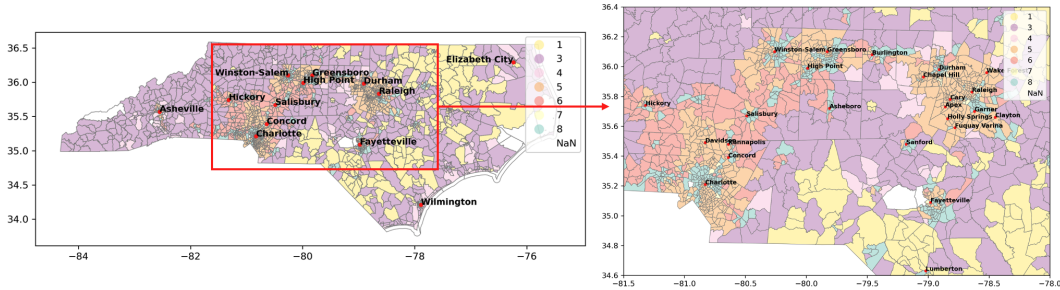 36.5
36.0
35.5
35.0
34.5
34.0
−84
−82
−80
−78
−76
Elizabeth City
Winston-Salem
Greensboro
High Point
Durham
Raleigh
Hickory
Salisbury
Asheville
Concord
Charlotte
Fayetteville
Wilmington
1
3
4
5
6
7
8
NaN
36.4
36.2
36.0
35.8
35.6
35.4
35.2
35.0
34.8
34.6
−81.5
−81.0
−80.5
−80.0
−79.5
−79.0
−78.5
−78.0
Winston-Salem
Greensboro
Burlington
High Point
Durham
Chapel Hill
Raleigh
Hickory
Asheboro
Cary
Apex
Garner
Salisbury
Holly Springs
Clayton
Fuquay Varina
Sanford
Concord
Charlotte
Fayetteville
Lumberton
1
3
4
5
6
7
8
NaN